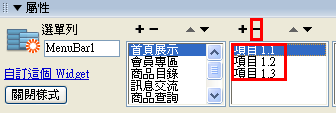 屬性
選單列
MenuBar1
自訂這個 Widget
關閉樣式
首頁展示
會員專區
商品目錄
訊息交流
商品查詢
項目 1.1
項目 1.2
項目 1.3